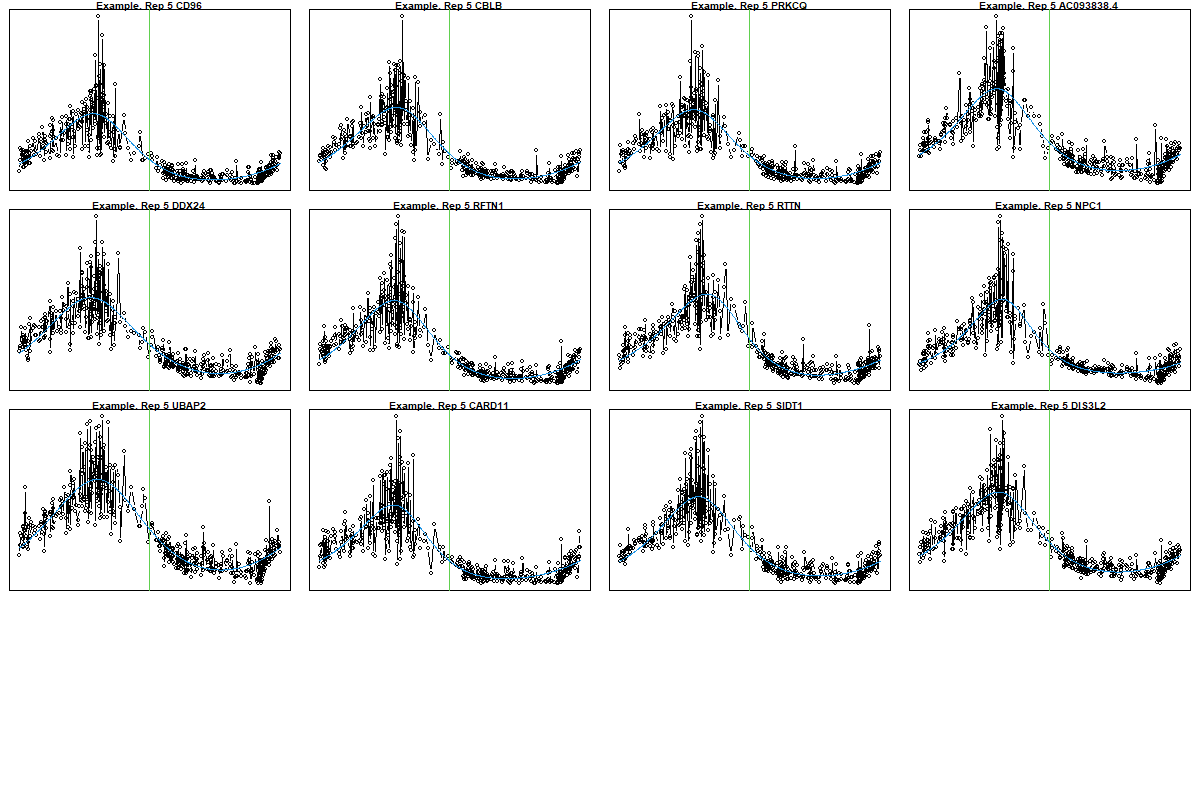 Example. Rep 5 CD96
Example. Rep 5 CBLB
Example. Rep 5 PRKCQ
Example. Rep 5 AC093838.4
Example. Rep 5 DDX24
Example. Rep 5 RFTN1
Example. Rep 5 RTTN
Example. Rep 5 NPC1
Example. Rep 5 UBAP2
Example. Rep 5 CARD11
Example. Rep 5 SIDT1
Example. Rep 5 DIS3L2